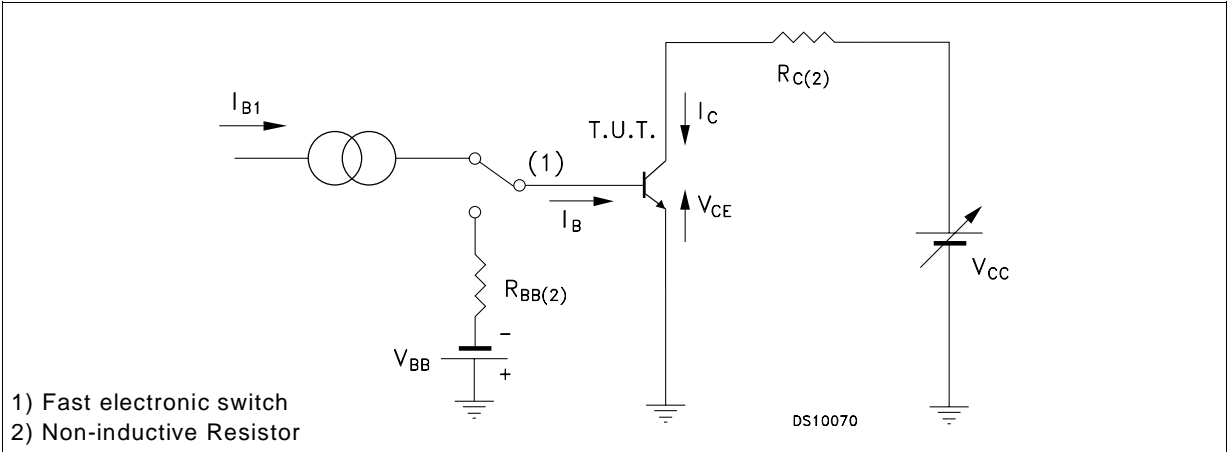 I_B1
R_C(2)
T.U.T.
I_C
(1)
I_B
V_CE
V_CC
R_BB(2)
V_BB
-
+
1) Fast electronic switch
2) Non-inductive Resistor
DS10070